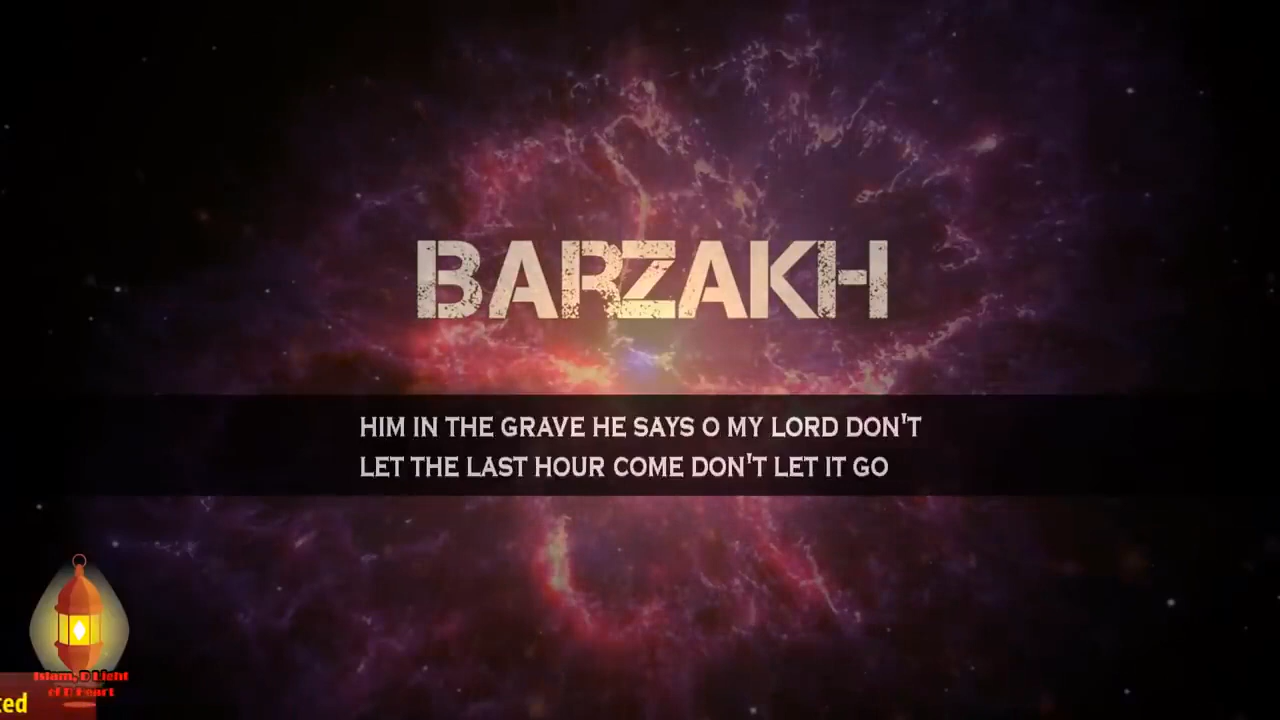 BARZAKH
HIM IN THE GRAVE HE SAYS O MY LORD DON'T
LET THE LAST HOUR COME DON'T LET IT GO
Islam, D Light
of D Heart
ted